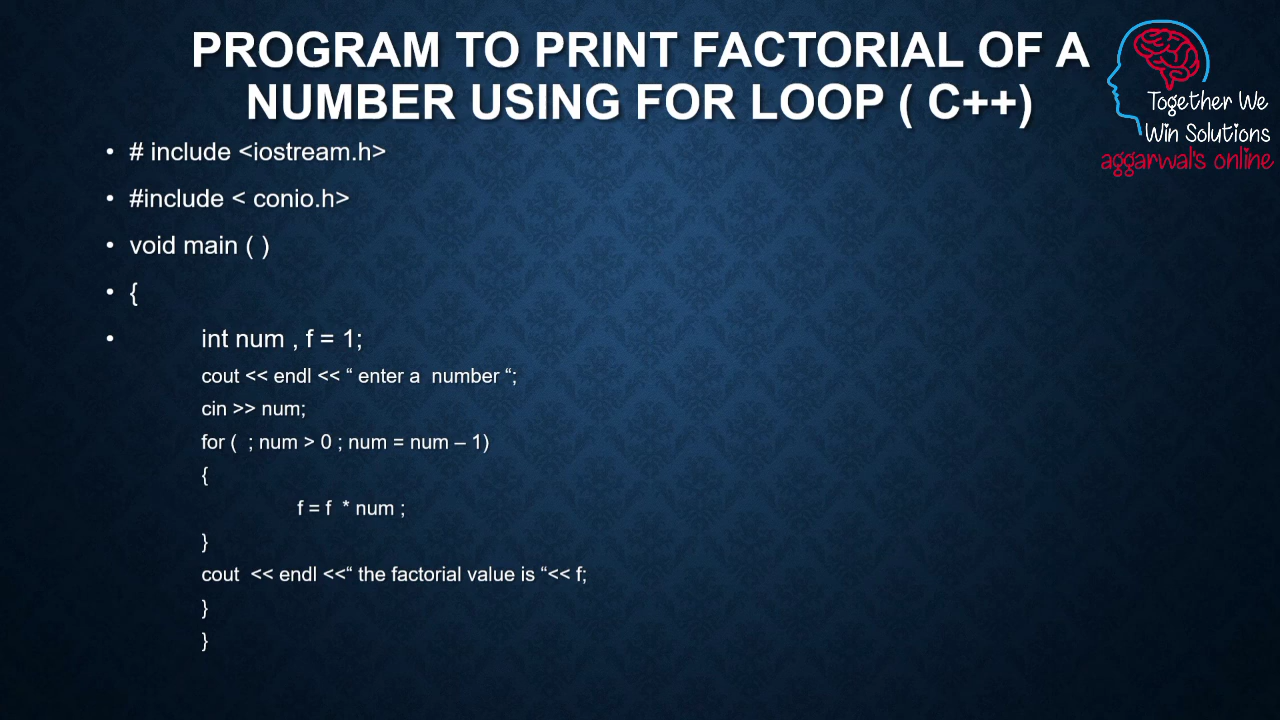 PROGRAM TO PRINT FACTORIAL OF A
NUMBER USING FOR LOOP ( C++)
Together We
Win Solutions
aggarwal's online
• # include <iostream.h>
• #include < conio.h>
• void main ( )
• {
• int num , f = 1;
cout << endl << “ enter a  number “;
cin >> num;
for (  ; num > 0 ; num = num – 1)
{
f = f  * num ;
}
cout  << endl <<“ the factorial value is “<< f;
}
}